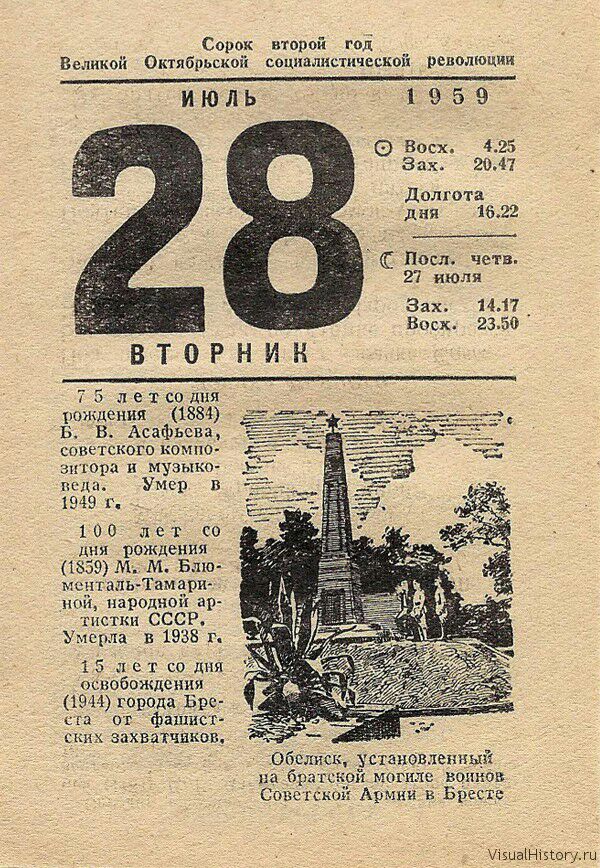 Сорок второй год
Великой Октябрьской социалистической революции
ИЮЛЬ 1959
28
Восх. 4.25
Зах. 20.47
Долгота
дня 16.22
Посл. четв.
27 июля
Зах. 14.17
Восх. 23.50
ВТОРНИК
75 лет со дня
рождения (1884)
Б. В. Асафьева,
советского компо-
зитора и музыко-
веда. Умер в
1949 г.
100 лет со
дня рождения
(1859) М. М. Блю-
менталь-Тамари-
ной, народной ар-
тистки СССР.
Умерла в 1938 г.
15 лет со дня
освобождения
(1944) города Бре-
ста от фашист-
ских захватчиков.
Обелиск, установленный
на братской могиле воинов
Советской Армии в Бресте
VisualHistory.ru